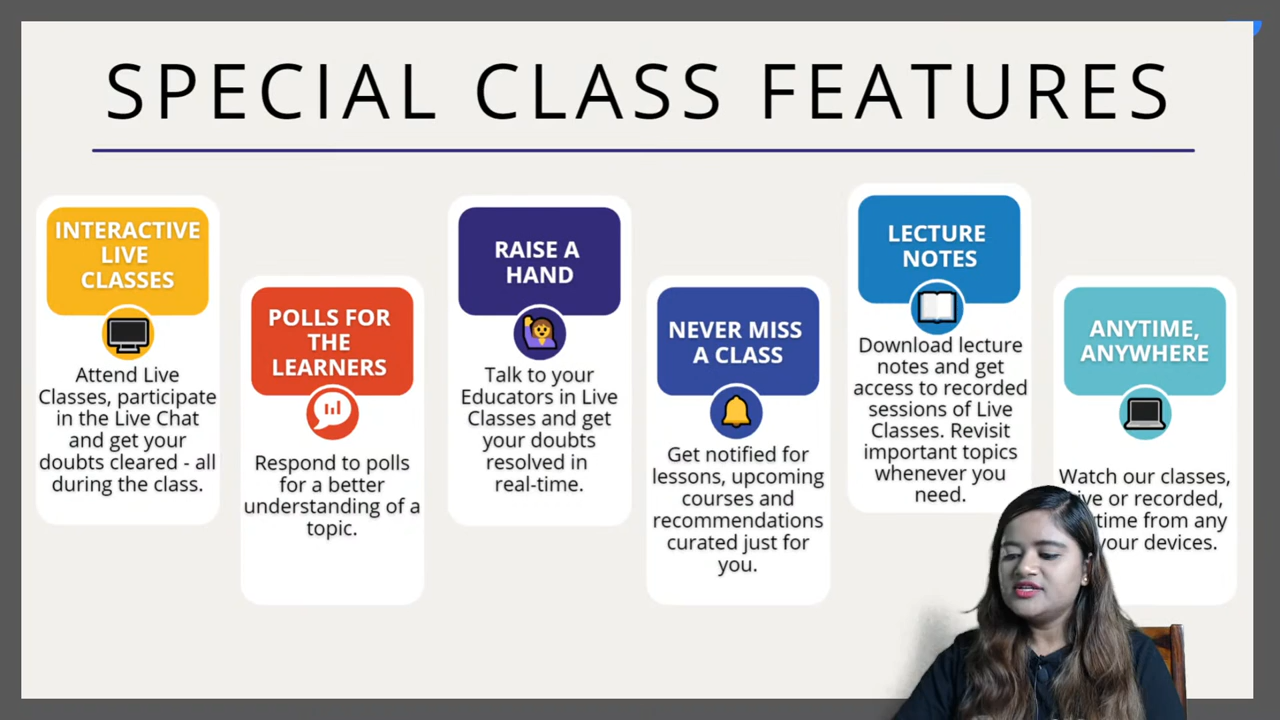 SPECIAL CLASS FEATURES
INTERACTIVE
LIVE
CLASSES
Attend Live
Classes, participate
in the Live Chat
and get your
doubts cleared - all
during the class.
POLLS FOR
THE
LEARNERS
Respond to polls
for a better
understanding of a
topic.
RAISE A
HAND
Talk to your
Educators in Live
Classes and get
your doubts
resolved in
real-time.
NEVER MISS
A CLASS
Get notified for
lessons, upcoming
courses and
recommendations
curated just for
you.
LECTURE
NOTES
Download lecture
notes and get
access to recorded
sessions of Live
Classes. Revisit
important topics
whenever you
need.
ANYTIME,
ANYWHERE
Watch our classes,
or recorded,
time from any
your devices.